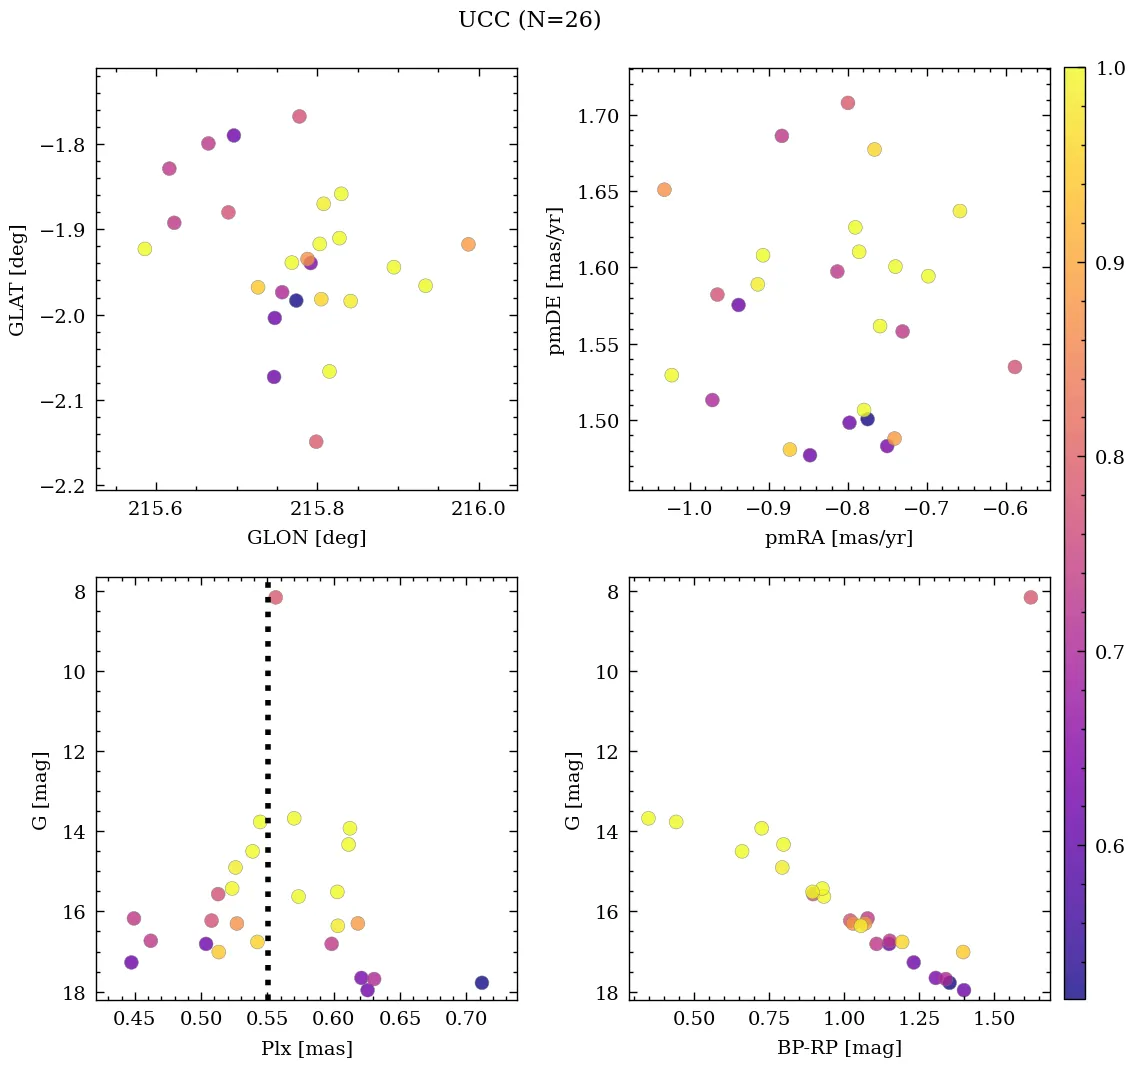 UCC (N=26)
−1.8
−1.9
−2.0
−2.1
−2.2
GLAT [deg]
215.6 215.8 216.0
GLON [deg]
1.70
1.65
1.60
1.55
1.50
pmDE [mas/yr]
−1.0 −0.9 −0.8 −0.7 −0.6
pmRA [mas/yr]
8
10
12
14
16
18
G [mag]
0.45 0.50 0.55 0.60 0.65 0.70
Plx [mas]
8
10
12
14
16
18
G [mag]
0.50 0.75 1.00 1.25 1.50
BP-RP [mag]
1.0
0.9
0.8
0.7
0.6